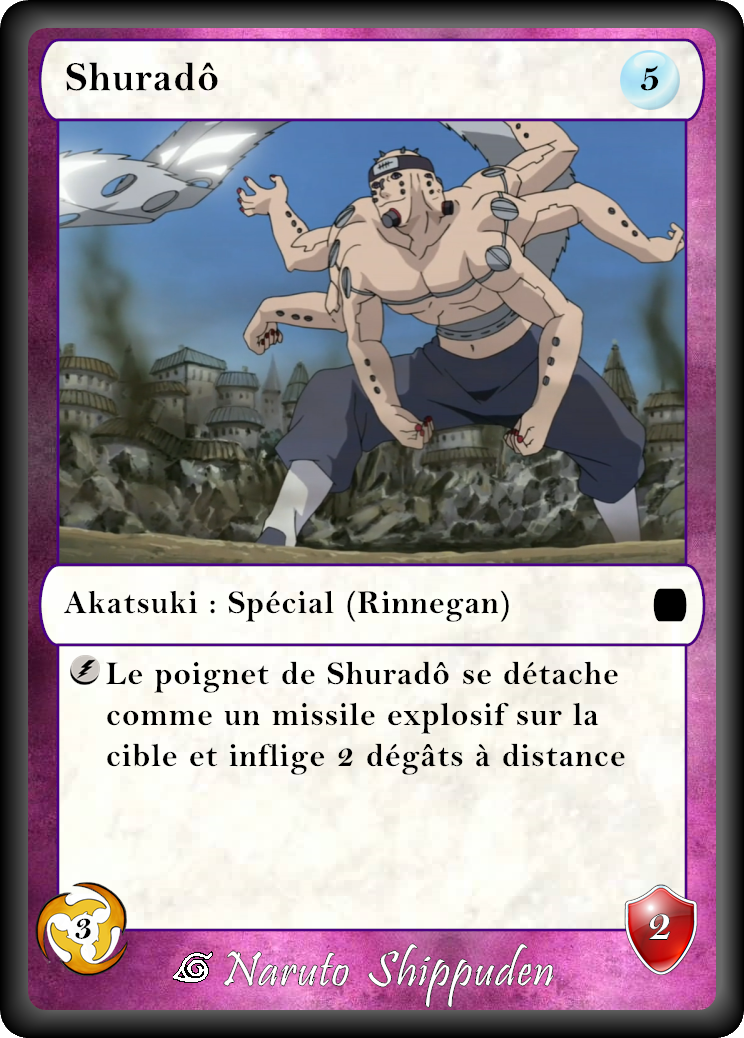 Shuradô
5
Akatsuki : Spécial (Rinnegan)
Le poignet de Shuradô se détache
comme un missile explosif sur la
cible et inflige 2 dégâts à distance
3
2
Naruto Shippuden